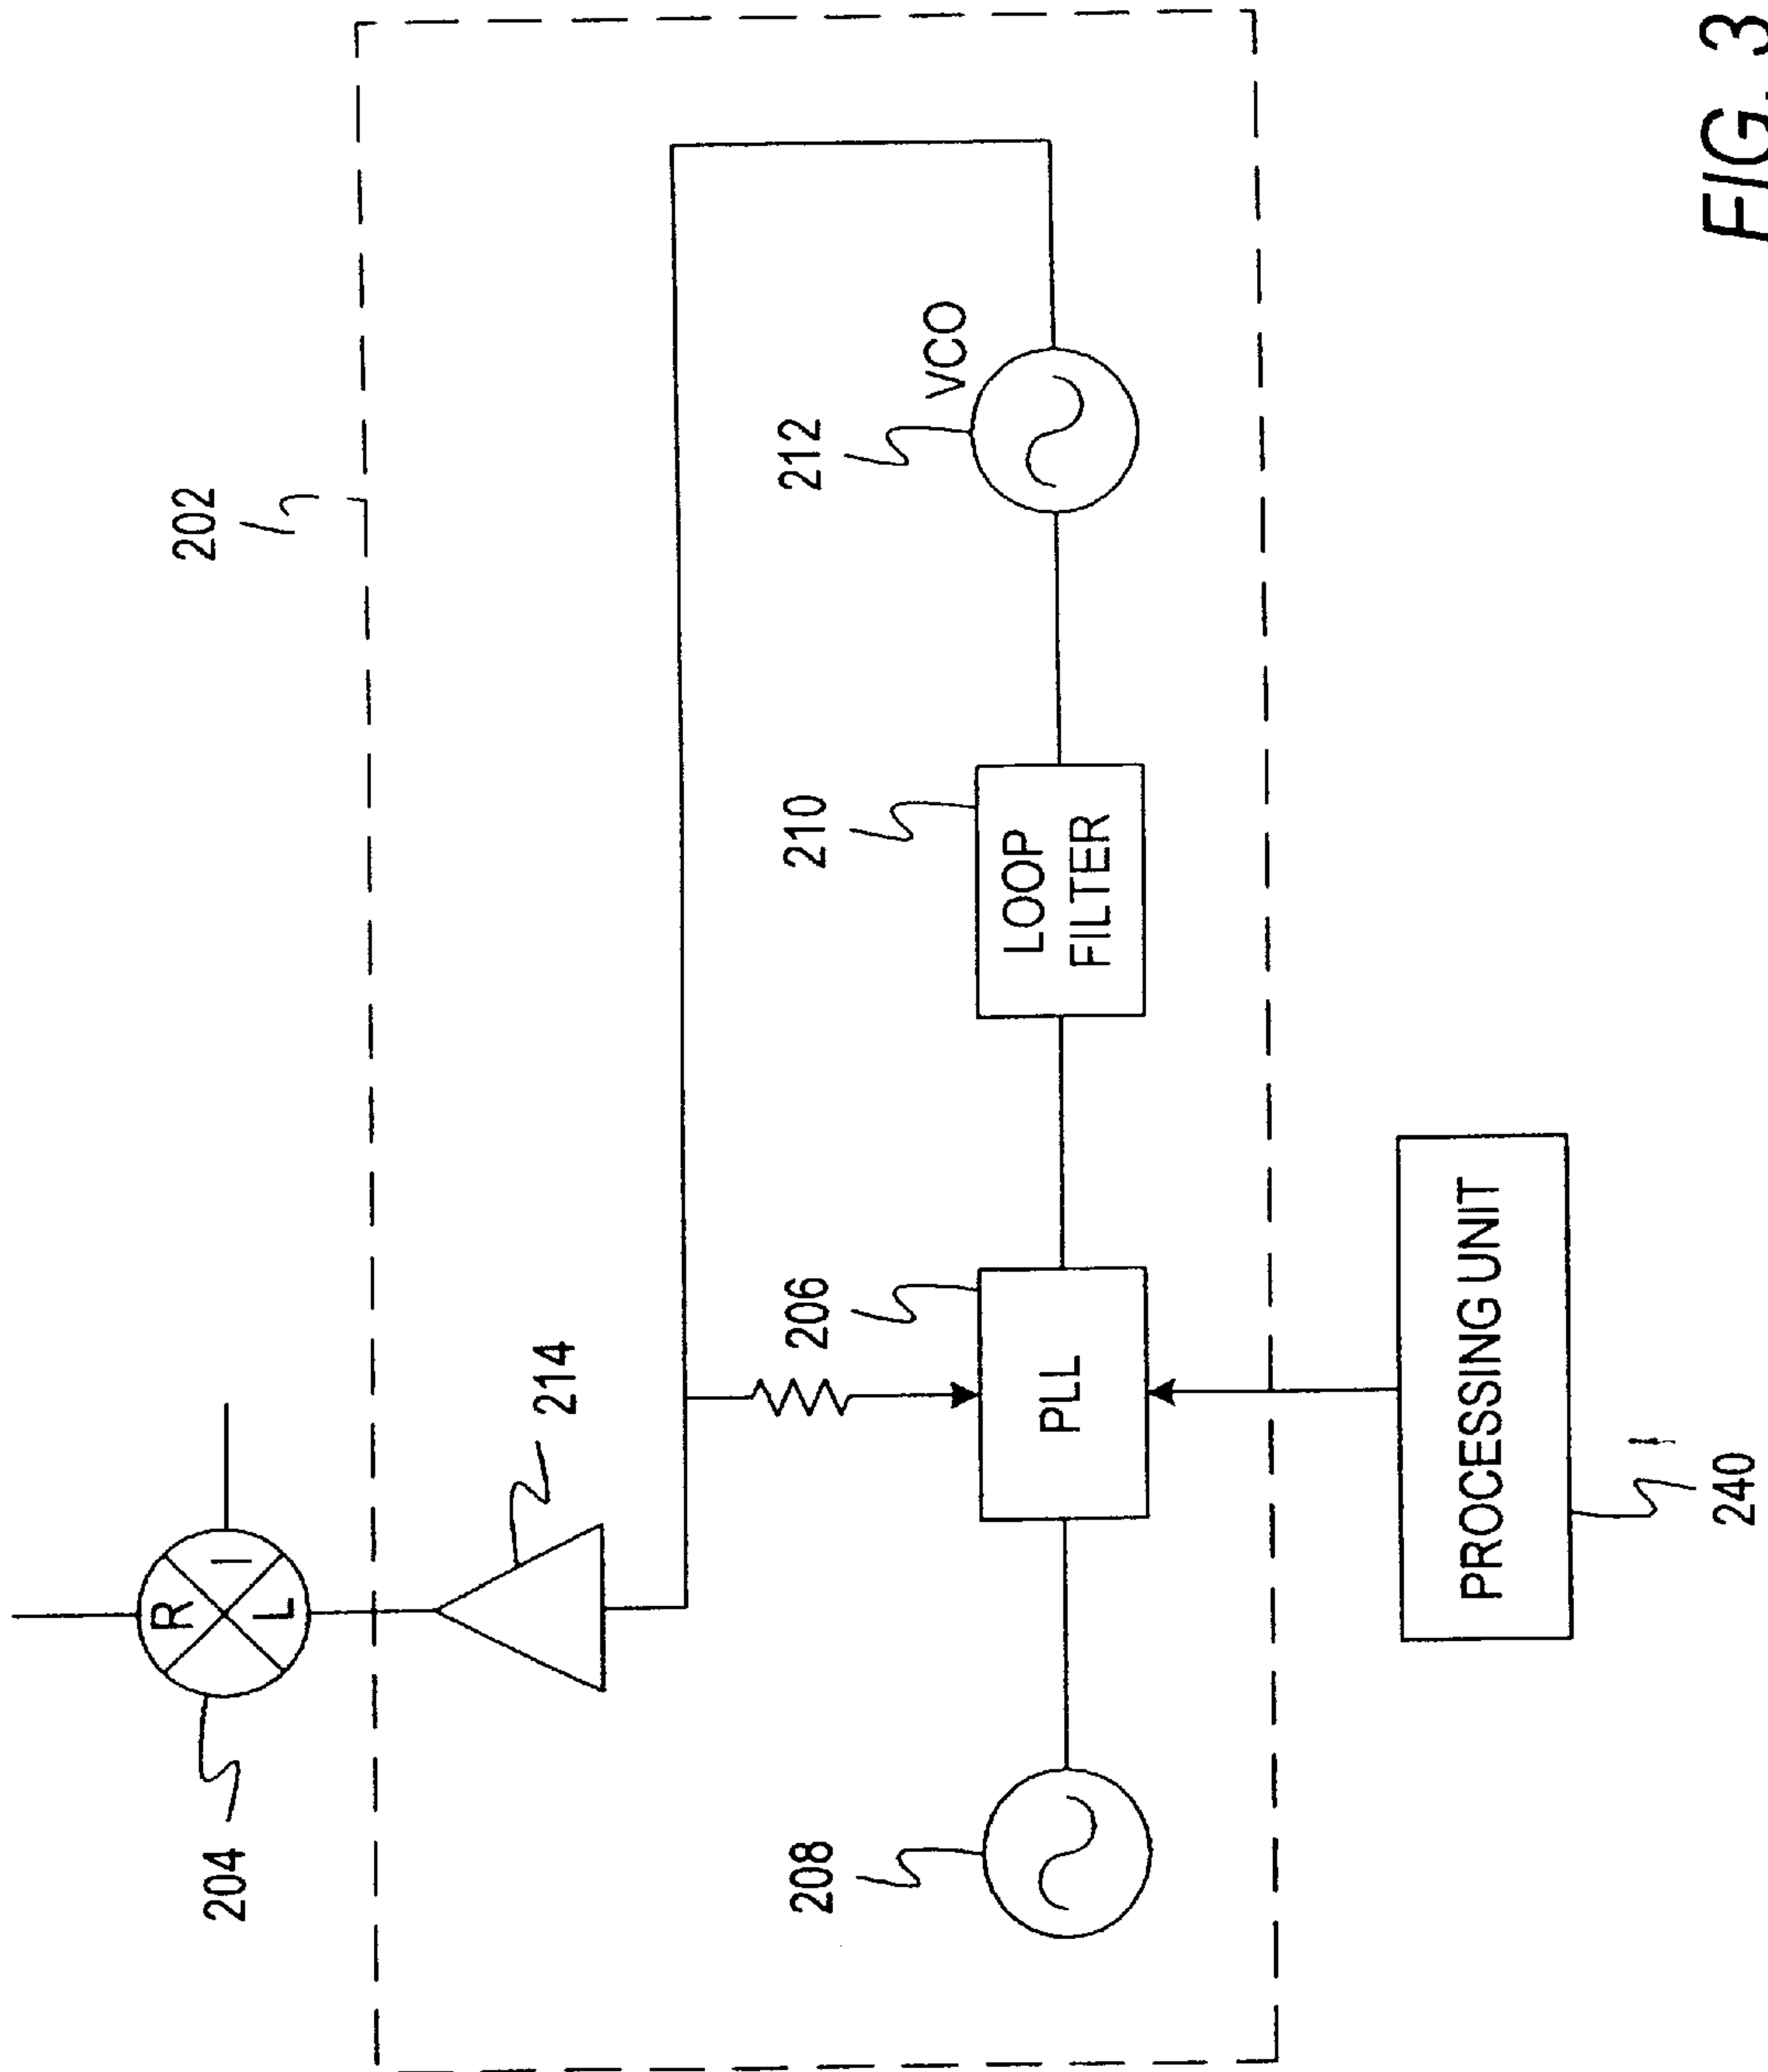 202
204
R
I
L
214
206
210
212
VCO
208
PLL
LOOP
FILTER
PROCESSING UNIT
240
FIG. 3